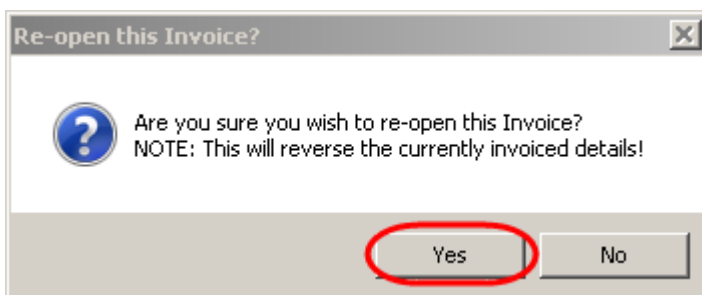 Re-open this Invoice?
Are you sure you wish to re-open this Invoice?
NOTE: This will reverse the currently invoiced details!
Yes No